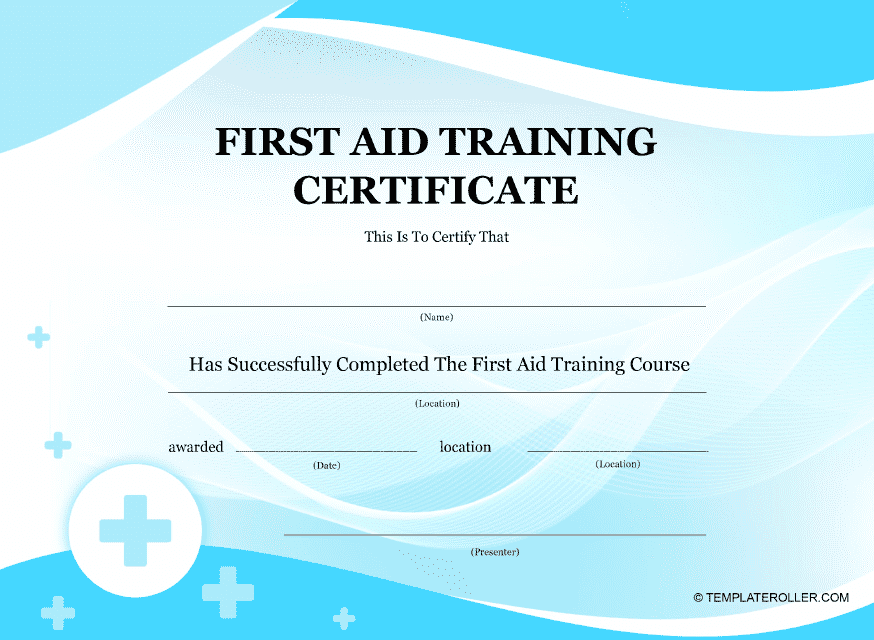 FIRST AID TRAINING
CERTIFICATE
This Is To Certify That
(Name)
Has Successfully Completed The First Aid Training Course
(Location)
awarded location
(Date) (Location)
(Presenter)
© TEMPLATEROLLER.COM